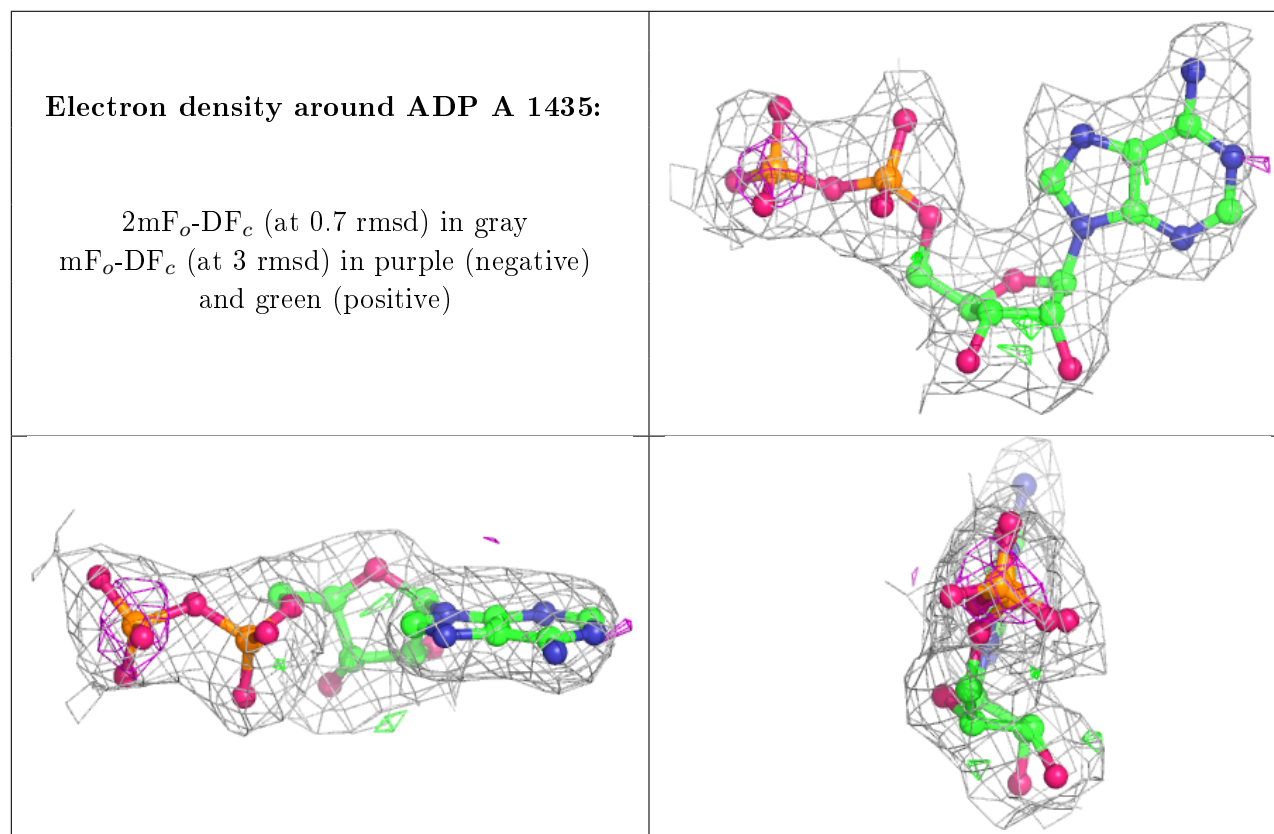 Electron density around ADP A 1435:
2mFo-DFc (at 0.7 rmsd) in gray
mFo-DFc (at 3 rmsd) in purple (negative)
and green (positive)